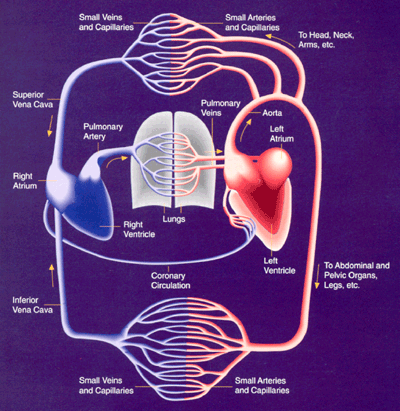 Small Veins
and Capillaries
Small Arteries
and Capillaries
To Head, Neck,
Arms, etc.
Superior
Vena Cava
Pulmonary
Artery
Pulmonary
Veins
Aorta
Left
Atrium
Right
Atrium
Right
Ventricle
Lungs
Left
Ventricle
Coronary
Circulation
To Abdominal and
Pelvic Organs,
Legs, etc.
Inferior
Vena Cava
Small Veins
and Capillaries
Small Arteries
and Capillaries